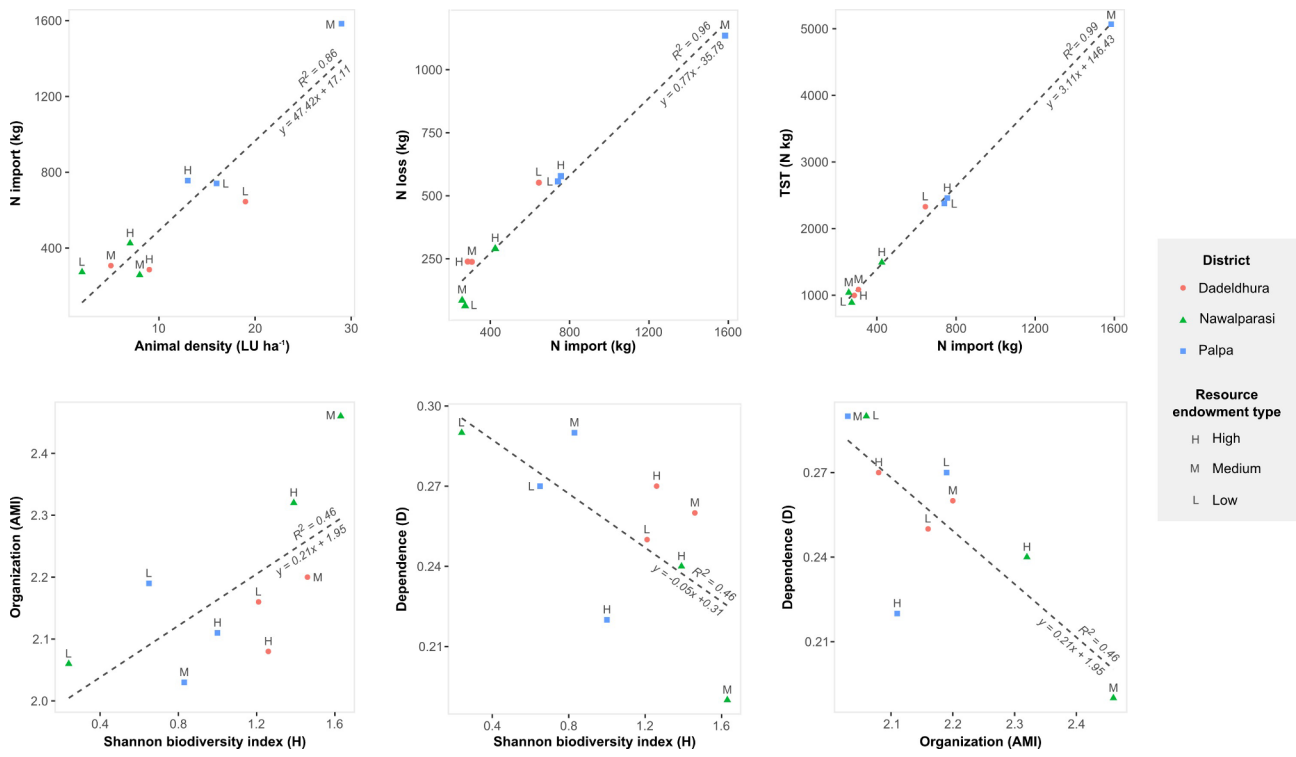 1600
1200
800
400
10
20
30
N import (kg)
Animal density (LU ha⁻¹)
M
H
L
L
H
M
L
M
H
R² = 0.86
y = 47.42x + 17.11
1000
750
500
250
400
800
1200
1600
N loss (kg)
N import (kg)
M
H
L
L
H
M
H
M
L
R² = 0.96
y = 0.77x - 35.78
5000
4000
3000
2000
1000
400
800
1200
1600
TST (N kg)
N import (kg)
M
H
L
L
H
M
M
H
L
R² = 0.99
y = 3.11x + 146.43
District
Dadeldhura
Nawalparasi
Palpa
Resource
endowment type
H High
M Medium
L Low
2.4
2.3
2.2
2.1
2.0
0.4
0.8
1.2
1.6
Organization (AMI)
Shannon biodiversity index (H)
M
H
L
M
L
H
H
L
M
R² = 0.46
y = 0.21x + 1.95
0.30
0.27
0.24
0.21
0.4
0.8
1.2
1.6
Dependence (D)
Shannon biodiversity index (H)
L
M
H
L
M
L
H
H
M
R² = 0.46
y = -0.05x +0.31
0.27
0.24
0.21
2.1
2.2
2.3
2.4
Dependence (D)
Organization (AMI)
M
L
H
L
M
L
H
H
M
R² = 0.46
y = 0.21x + 1.95